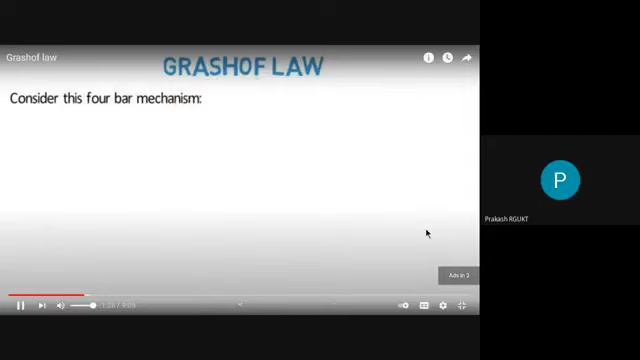 Grashof law
GRASHOF LAW
Consider this four bar mechanism:
P
Prakash RGUKT
Ads in 3